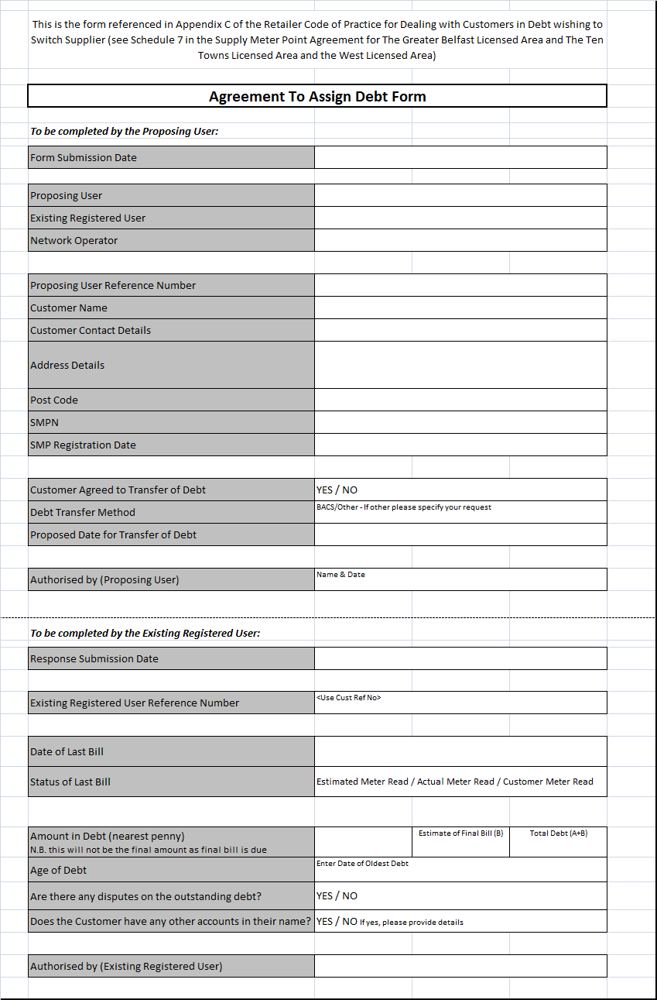 This is the form referenced in Appendix C of the Retailer Code of Practice for Dealing with Customers in Debt wishing to
Switch Supplier (see Schedule 7 in the Supply Meter Point Agreement for The Greater Belfast Licensed Area and The Ten
Towns Licensed Area and the West Licensed Area)
Agreement To Assign Debt Form
To be completed by the Proposing User:
Form Submission Date
Proposing User
Existing Registered User
Network Operator
Proposing User Reference Number
Customer Name
Customer Contact Details
Address Details
Post Code
SMPN
SMP Registration Date
Customer Agreed to Transfer of Debt YES / NO
Debt Transfer Method BACS/Other - If other please specify your request
Proposed Date for Transfer of Debt
Authorised by (Proposing User) Name & Date
To be completed by the Existing Registered User:
Response Submission Date
Existing Registered User Reference Number <Use Cust Ref No>
Date of Last Bill
Status of Last Bill Estimated Meter Read / Actual Meter Read / Customer Meter Read
Amount in Debt (nearest penny) Estimate of Final Bill (B) Total Debt (A+B)
N.B. this will not be the final amount as final bill is due
Age of Debt Enter Date of Oldest Debt
Are there any disputes on the outstanding debt? YES / NO
Does the Customer have any other accounts in their name? YES / NO If yes, please provide details
Authorised by (Existing Registered User)